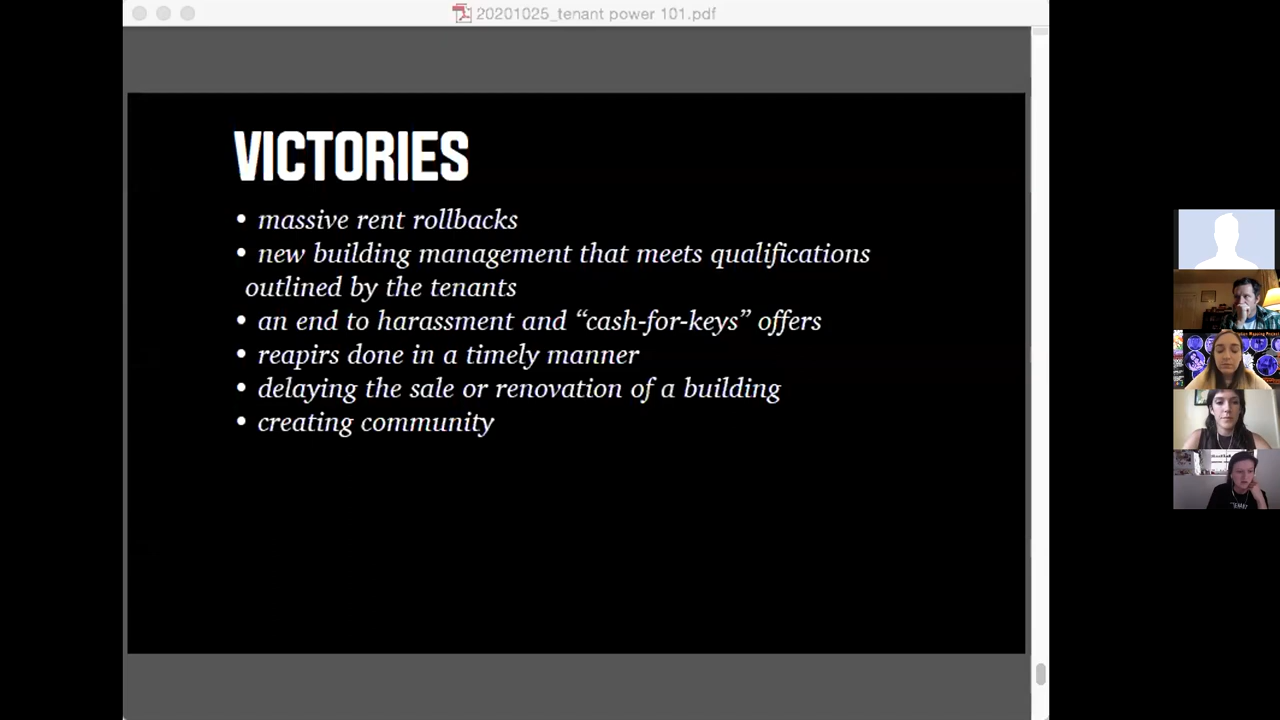 20201025_tenant power 101.pdf
VICTORIES
• massive rent rollbacks
• new building management that meets qualifications
outlined by the tenants
• an end to harassment and “cash-for-keys” offers
• reapirs done in a timely manner
• delaying the sale or renovation of a building
• creating community